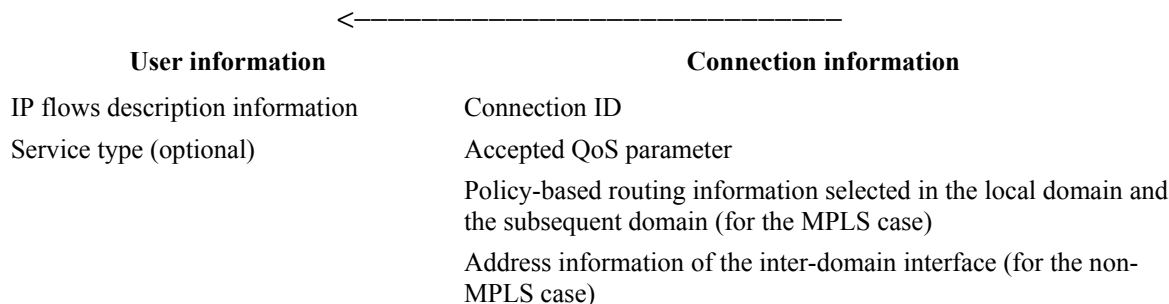 User information Connection information
IP flows description information Connection ID
Service type (optional) Accepted QoS parameter
Policy-based routing information selected in the local domain and
the subsequent domain (for the MPLS case)
Address information of the inter-domain interface (for the non-
MPLS case)